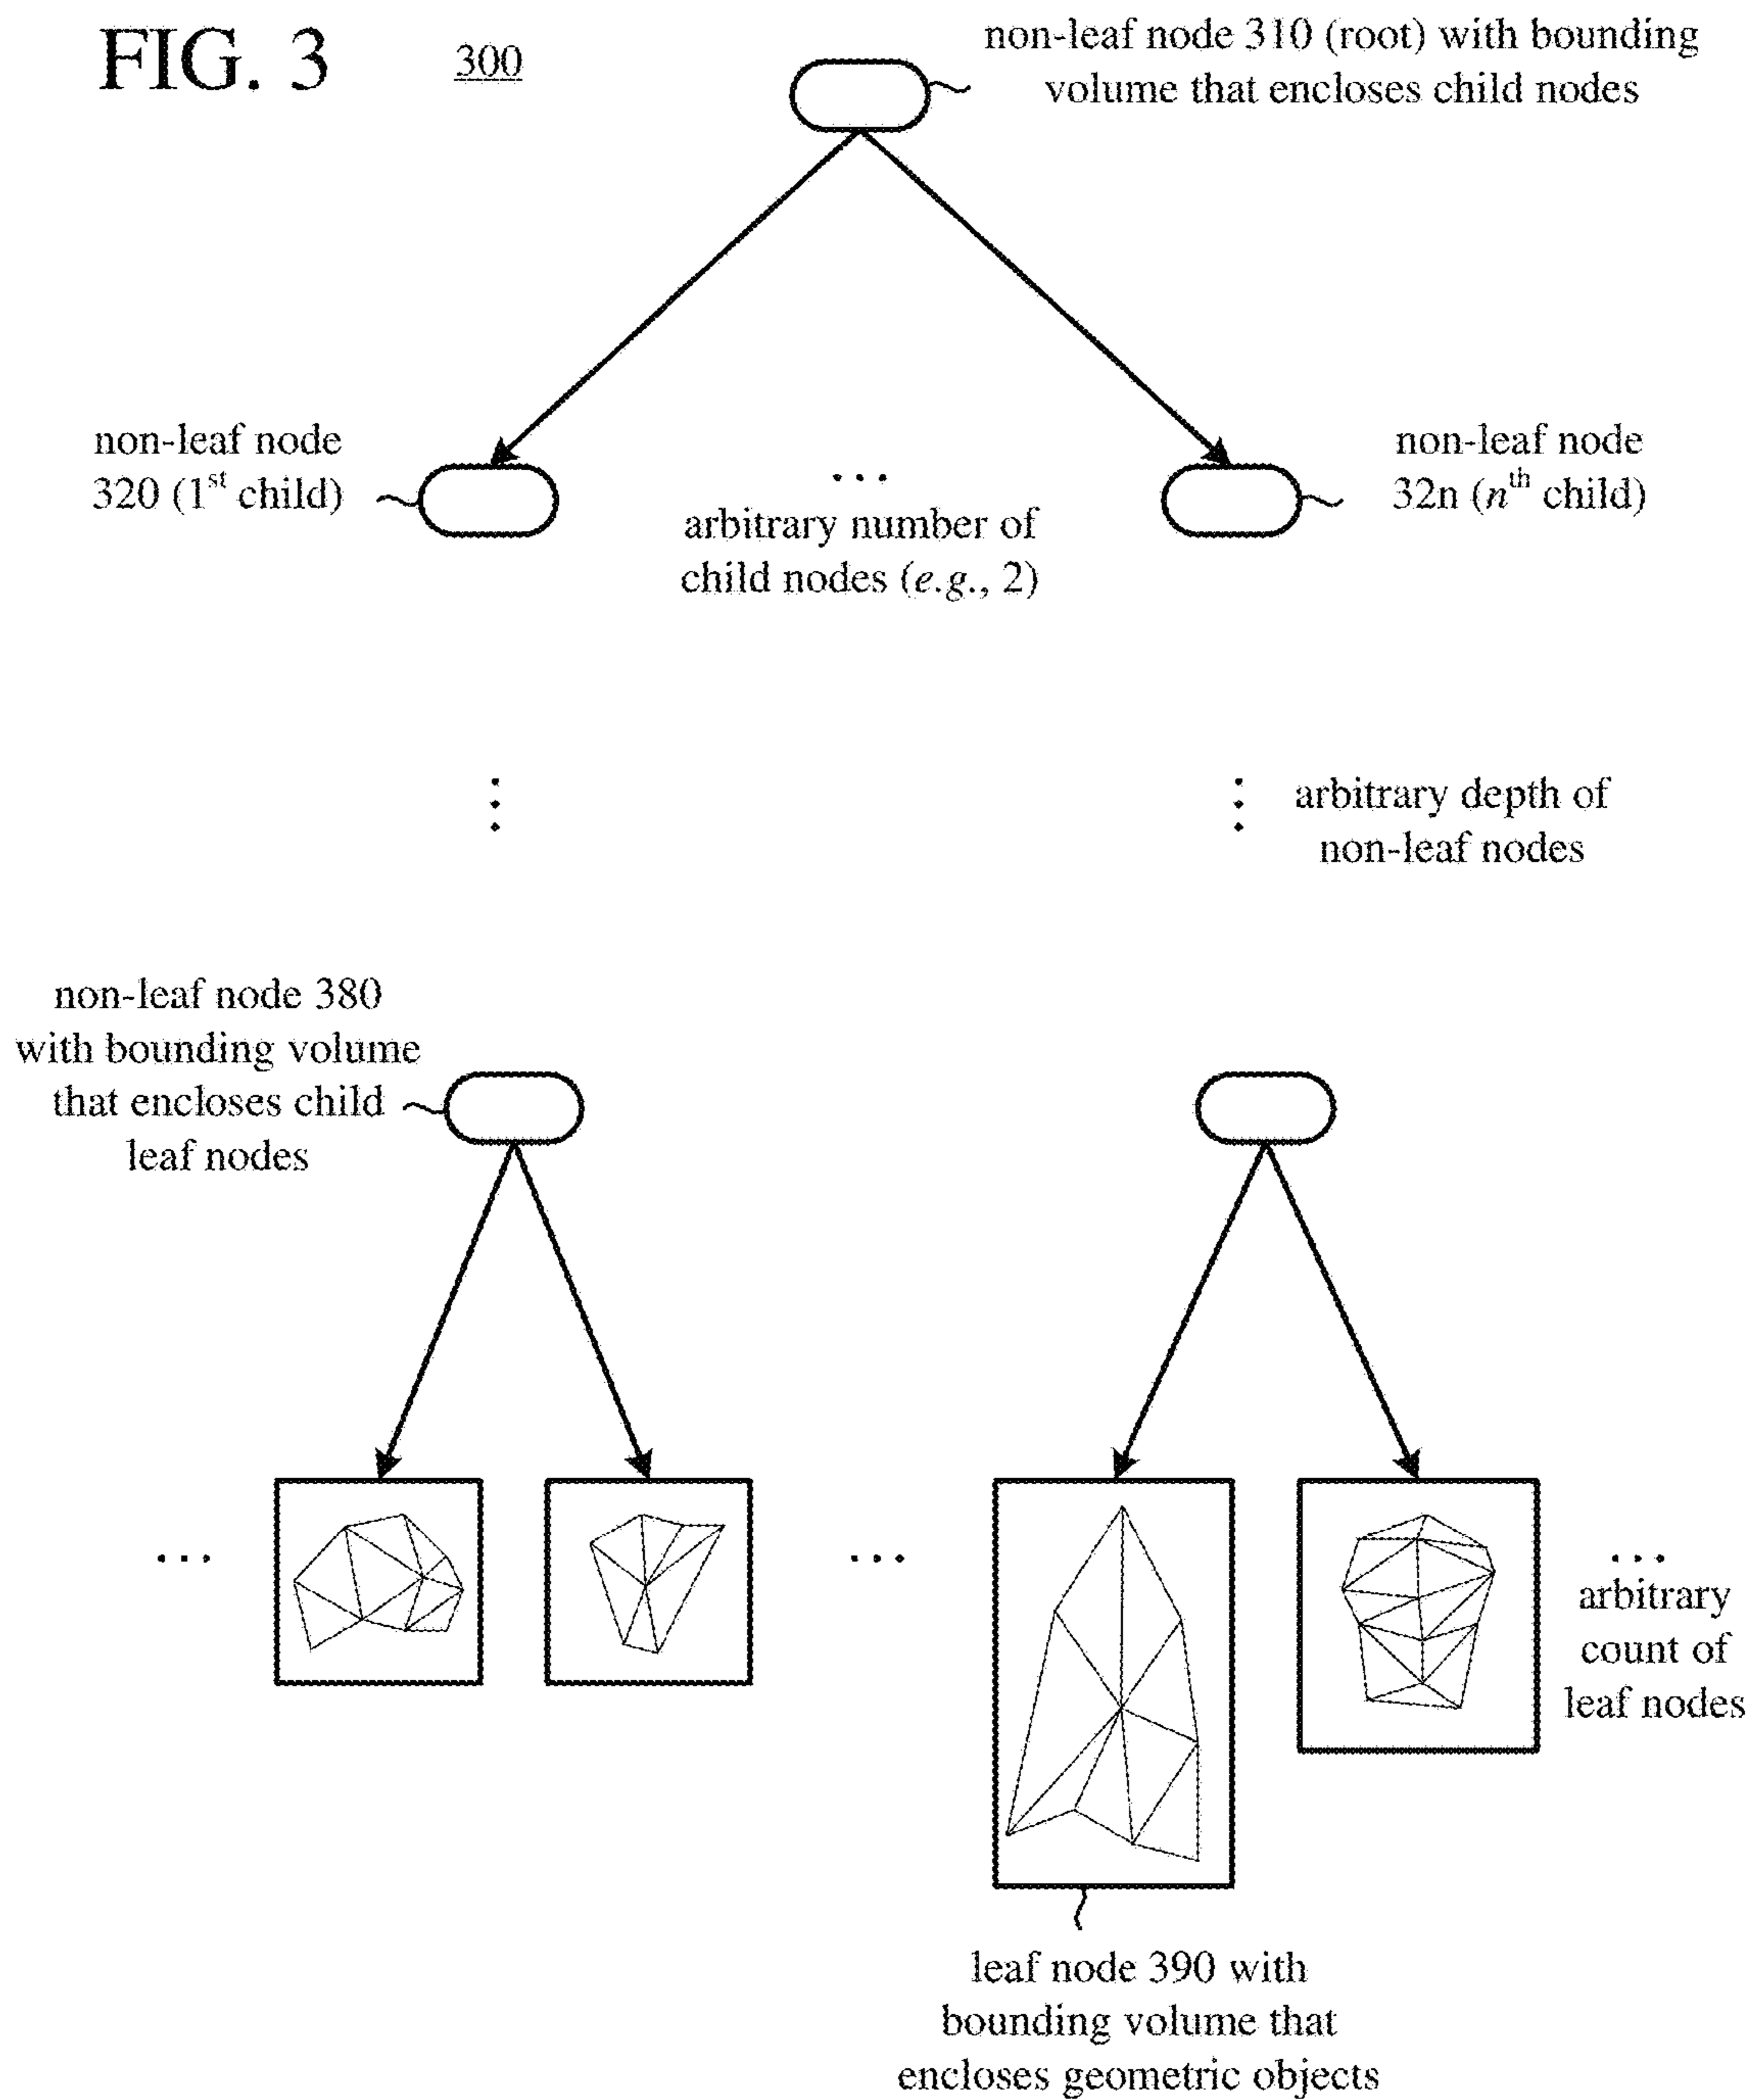 FIG. 3
300
non-leaf node 310 (root) with bounding
volume that encloses child nodes
non-leaf node
320 (1st child)
...
arbitrary number of
child nodes (e.g., 2)
non-leaf node
32n (nth child)
arbitrary depth of
non-leaf nodes
non-leaf node 380
with bounding volume
that encloses child
leaf nodes
...
...
...
arbitrary
count of
leaf nodes
leaf node 390 with
bounding volume that
encloses geometric objects